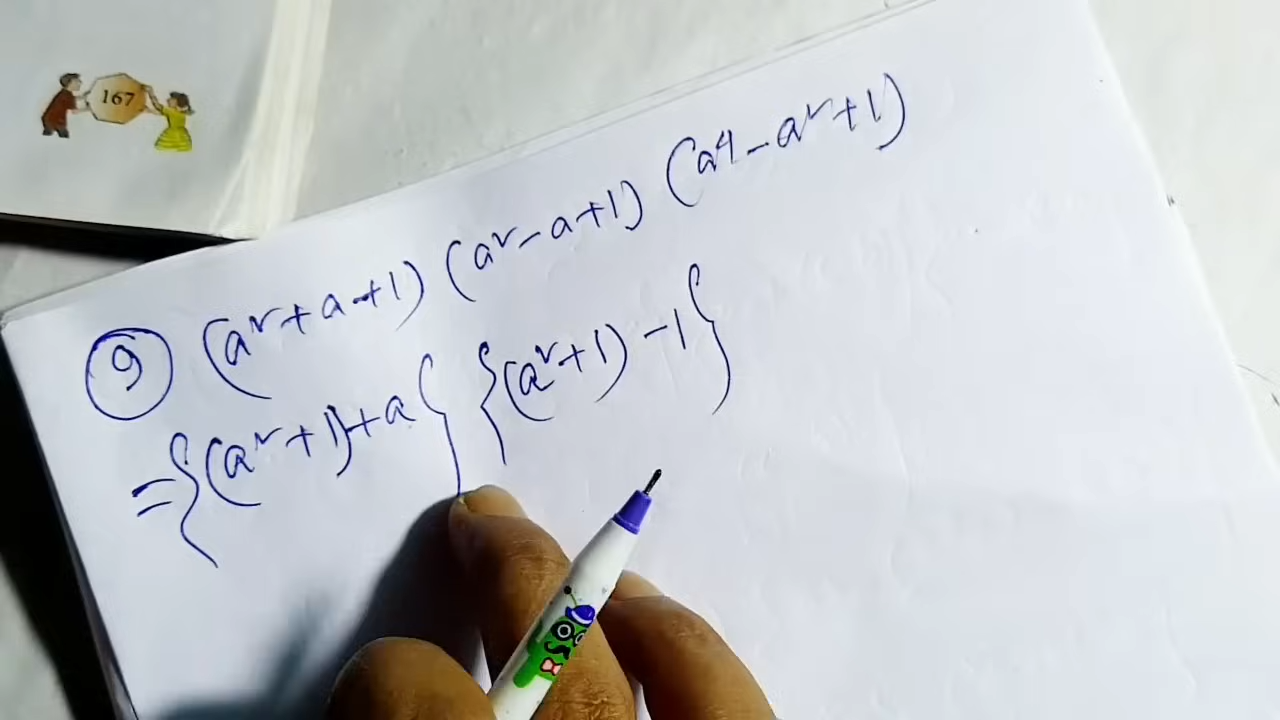 167
9 (a²+a+1) (a²-a+1) (a⁴-a²+1)
={(a²+1)+a{ {(a²+1)-1}